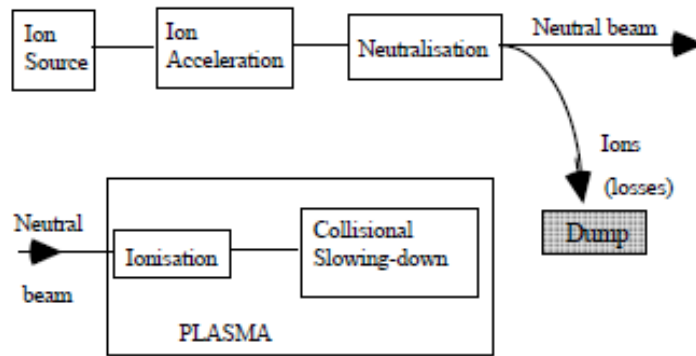 Ion
Source
Ion
Acceleration
Neutralisation
Neutral beam
Ions
(losses)
Dump
Neutral
beam
Ionisation
Collisional
Slowing-down
PLASMA